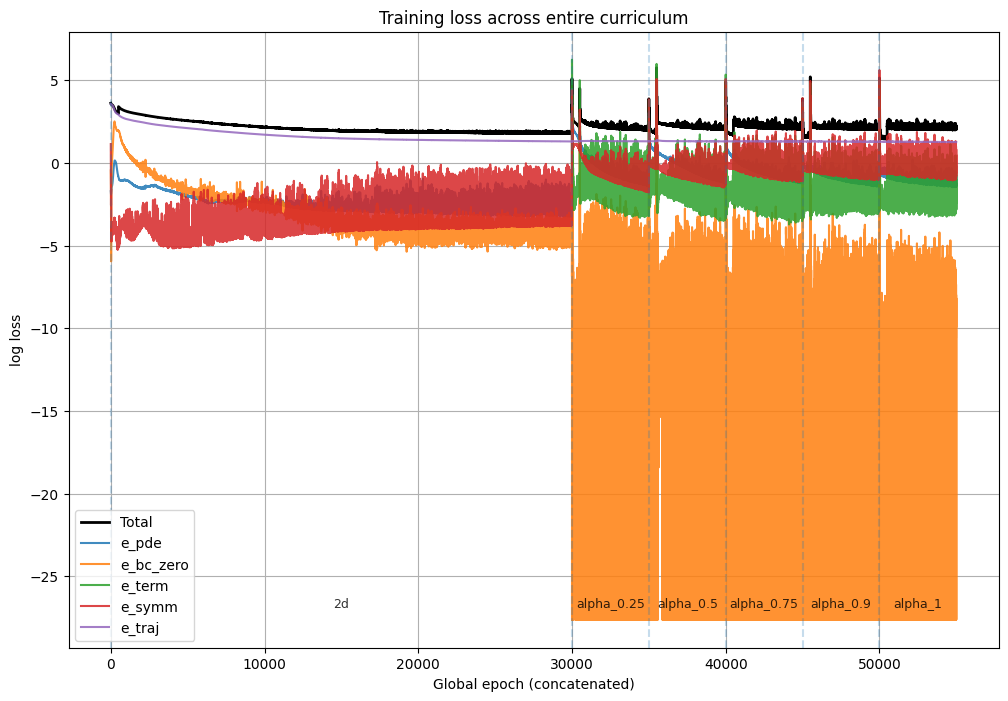 Training loss across entire curriculum
log loss
5
0
−5
−10
−15
−20
−25
Total
e_pde
e_bc_zero
e_term
e_symm
e_traj
2d
alpha_0.25
alpha_0.5
alpha_0.75
alpha_0.9
alpha_1
0
10000
20000
30000
40000
50000
Global epoch (concatenated)